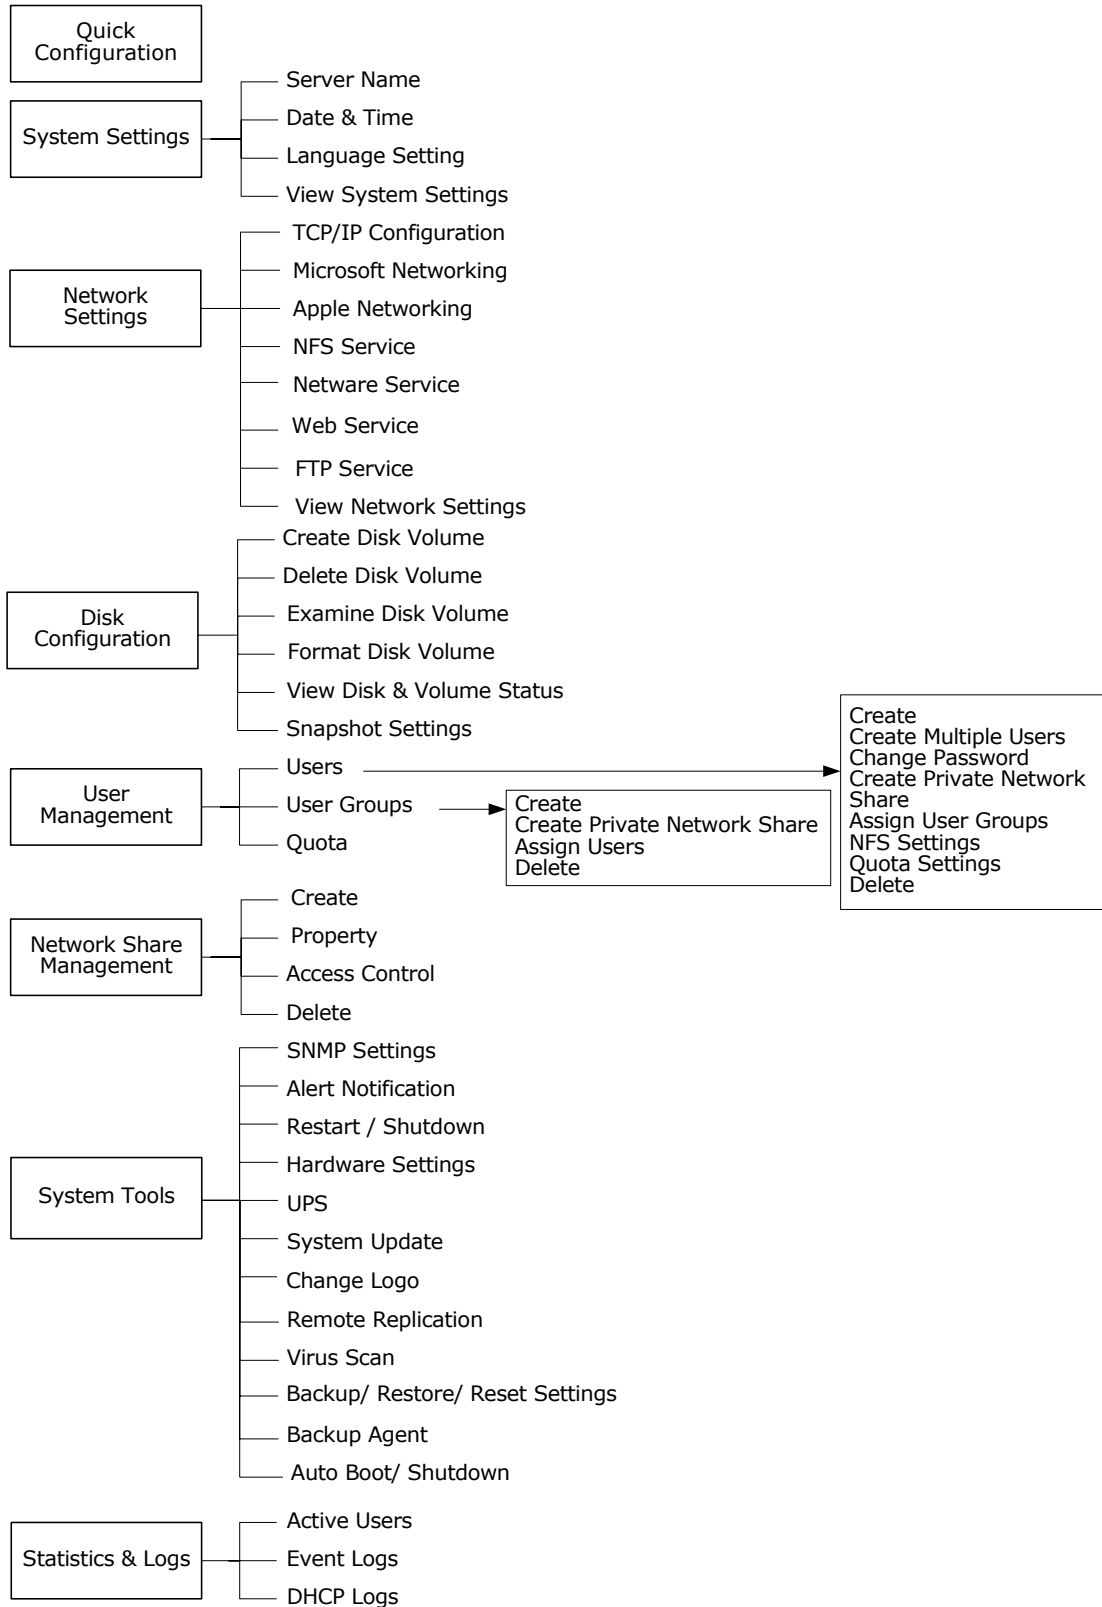 Quick
Configuration
System Settings
Server Name
Date & Time
Language Setting
View System Settings
Network
Settings
TCP/IP Configuration
Microsoft Networking
Apple Networking
NFS Service
Netware Service
Web Service
FTP Service
View Network Settings
Disk
Configuration
Create Disk Volume
Delete Disk Volume
Examine Disk Volume
Format Disk Volume
View Disk & Volume Status
Snapshot Settings
User
Management
Users
User Groups
Quota
Create
Create Private Network Share
Assign Users
Delete
Create
Create Multiple Users
Change Password
Create Private Network
Share
Assign User Groups
NFS Settings
Quota Settings
Delete
Network Share
Management
Create
Property
Access Control
Delete
System Tools
SNMP Settings
Alert Notification
Restart / Shutdown
Hardware Settings
UPS
System Update
Change Logo
Remote Replication
Virus Scan
Backup/ Restore/ Reset Settings
Backup Agent
Auto Boot/ Shutdown
Statistics & Logs
Active Users
Event Logs
DHCP Logs